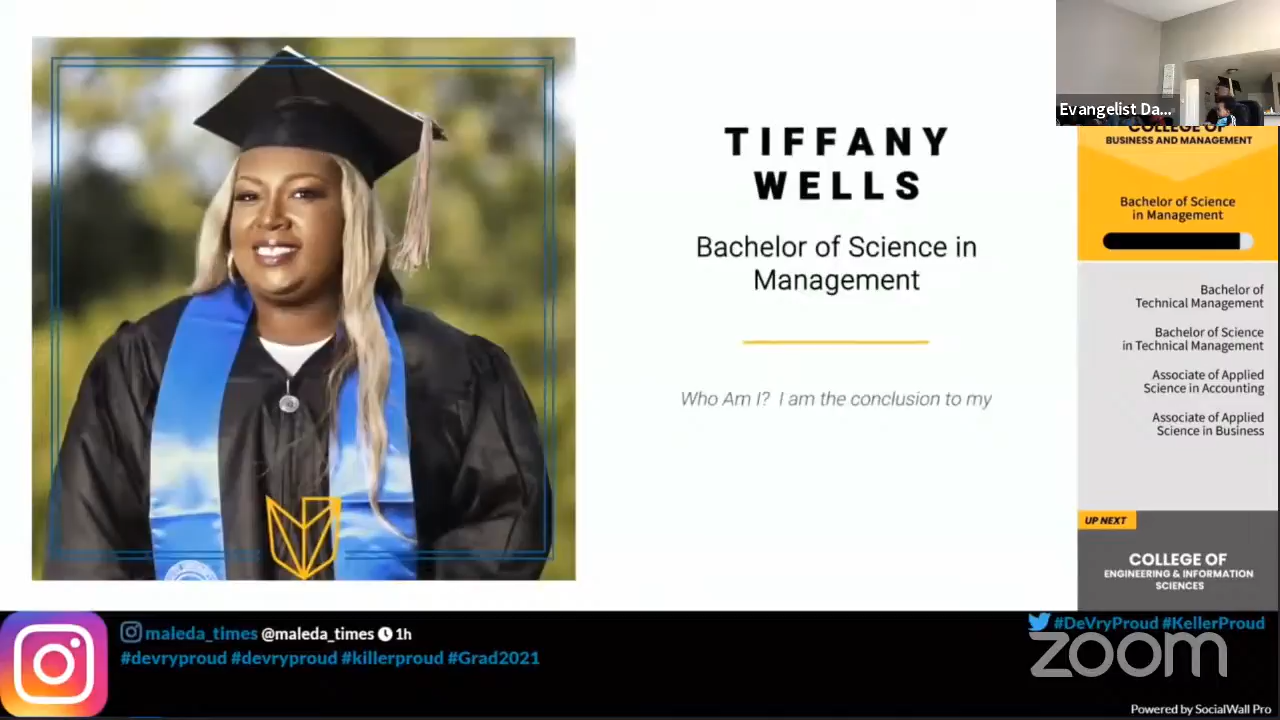 TIFFANY
WELLS
Bachelor of Science in
Management
Who Am I? I am the conclusion to my
Evangelist Da...
COLLEGE OF
BUSINESS AND MANAGEMENT
Bachelor of Science
in Management
Bachelor of
Technical Management
Bachelor of Science
in Technical Management
Associate of Applied
Science in Accounting
Associate of Applied
Science in Business
UP NEXT
COLLEGE OF
ENGINEERING & INFORMATION
SCIENCES
maleda_times @maleda_times 1h
#devryproud #devryproud #killerproud #Grad2021
#DeVryProud #KellerProud
zoom
Powered by SocialWall Pro